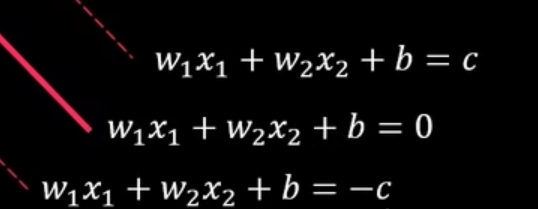 w₁x₁ + w₂x₂ + b = c
w₁x₁ + w₂x₂ + b = 0
w₁x₁ + w₂x₂ + b = −c